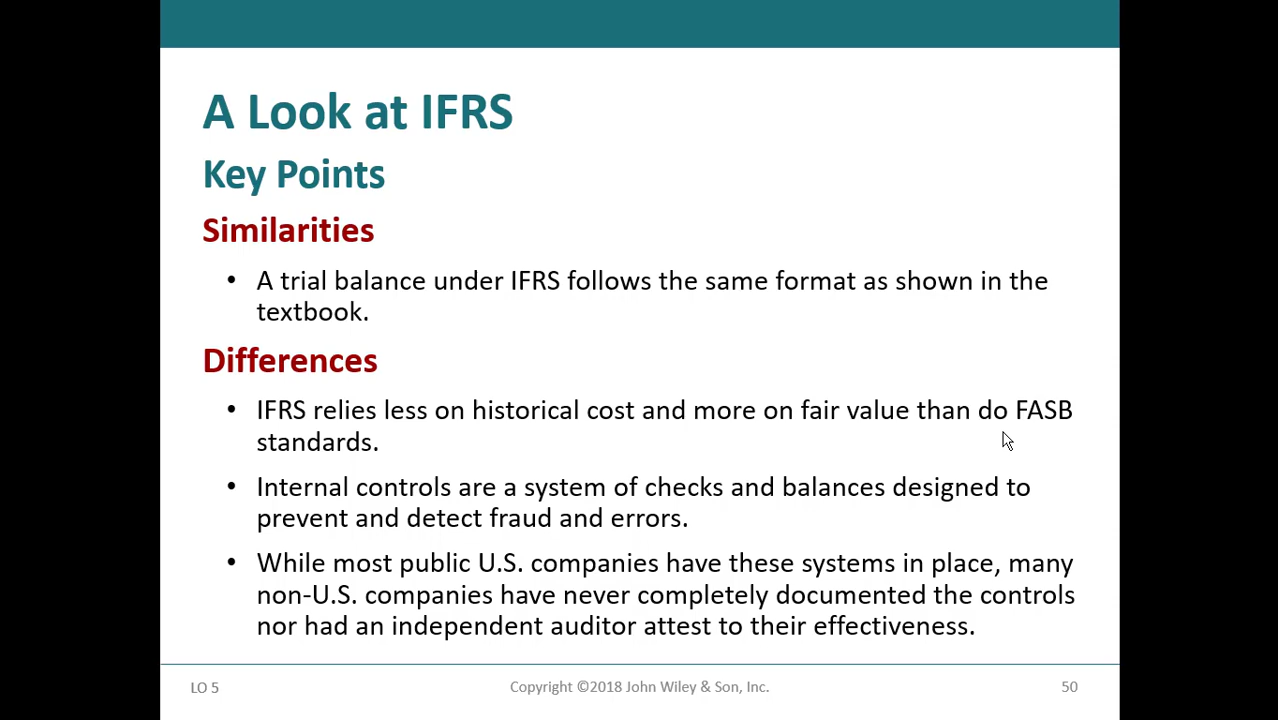 A Look at IFRS
Key Points
Similarities
• A trial balance under IFRS follows the same format as shown in the
textbook.
Differences
• IFRS relies less on historical cost and more on fair value than do FASB
standards.
• Internal controls are a system of checks and balances designed to
prevent and detect fraud and errors.
• While most public U.S. companies have these systems in place, many
non-U.S. companies have never completely documented the controls
nor had an independent auditor attest to their effectiveness.
LO 5
Copyright ©2018 John Wiley & Son, Inc.
50